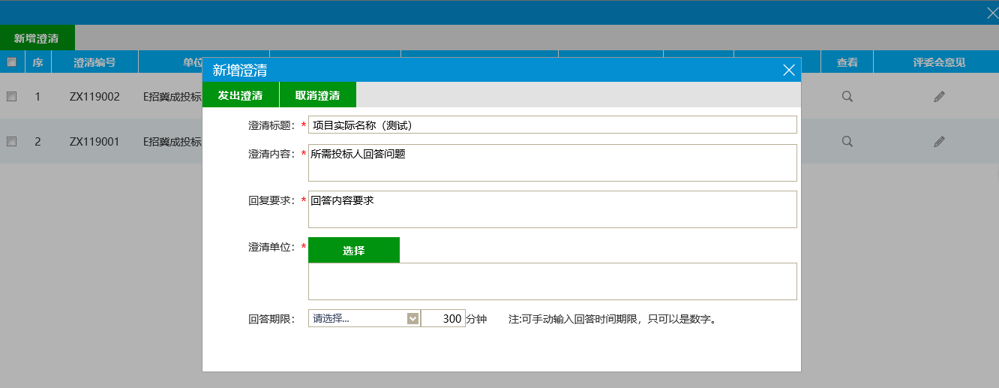 新增澄清
序 澄清编号 单位 查看 评委会意见
1 ZX119002 E招冀成投标
2 ZX119001 E招冀成投标
新增澄清
发出澄清 取消澄清
澄清标题：* 项目实际名称（测试）
澄清内容：* 所需投标人回答问题
回复要求：* 回答内容要求
澄清单位：* 选择
回答期限： 请选择... 300 分钟 注:可手动输入回答时间期限，只可以是数字。